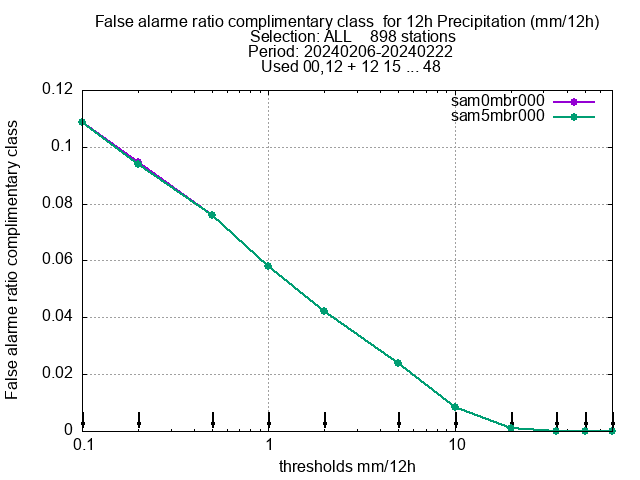 False alarme ratio complimentary class  for 12h Precipitation (mm/12h)
Selection: ALL    898 stations
Period: 20240206-20240222
Used 00,12 + 12 15 ... 48
sam0mbr000
sam5mbr000
False alarme ratio complimentary class
0.12
0.1
0.08
0.06
0.04
0.02
0
0.1
1
10
thresholds mm/12h